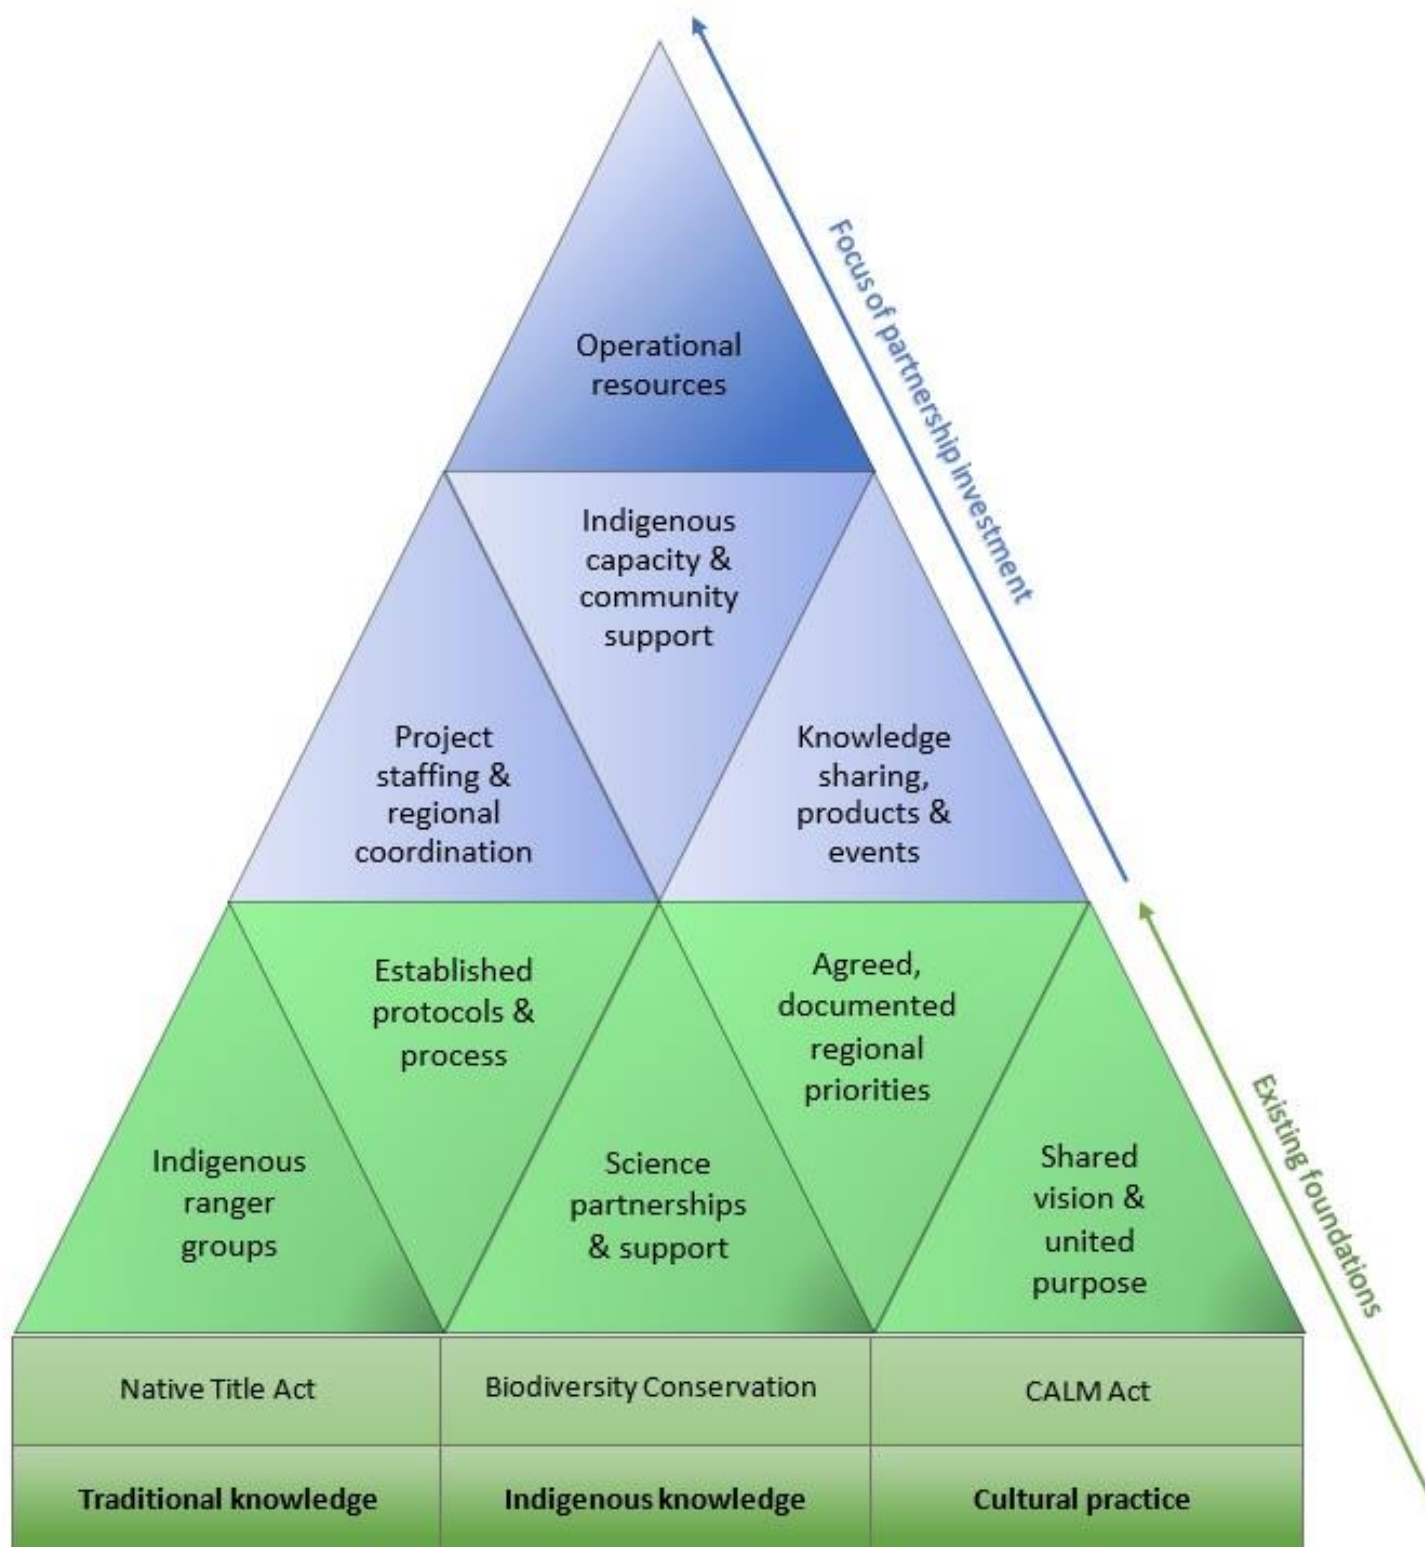 Focus of partnership investment
Operational
resources
Indigenous
capacity &
community
support
Project
staffing &
regional
coordination
Knowledge
sharing,
products &
events
Existing foundations
Established
protocols &
process
Agreed,
documented
regional
priorities
Indigenous
ranger
groups
Science
partnerships
& support
Shared
vision &
united
purpose
Native Title Act
Biodiversity Conservation
CALM Act
Traditional knowledge
Indigenous knowledge
Cultural practice